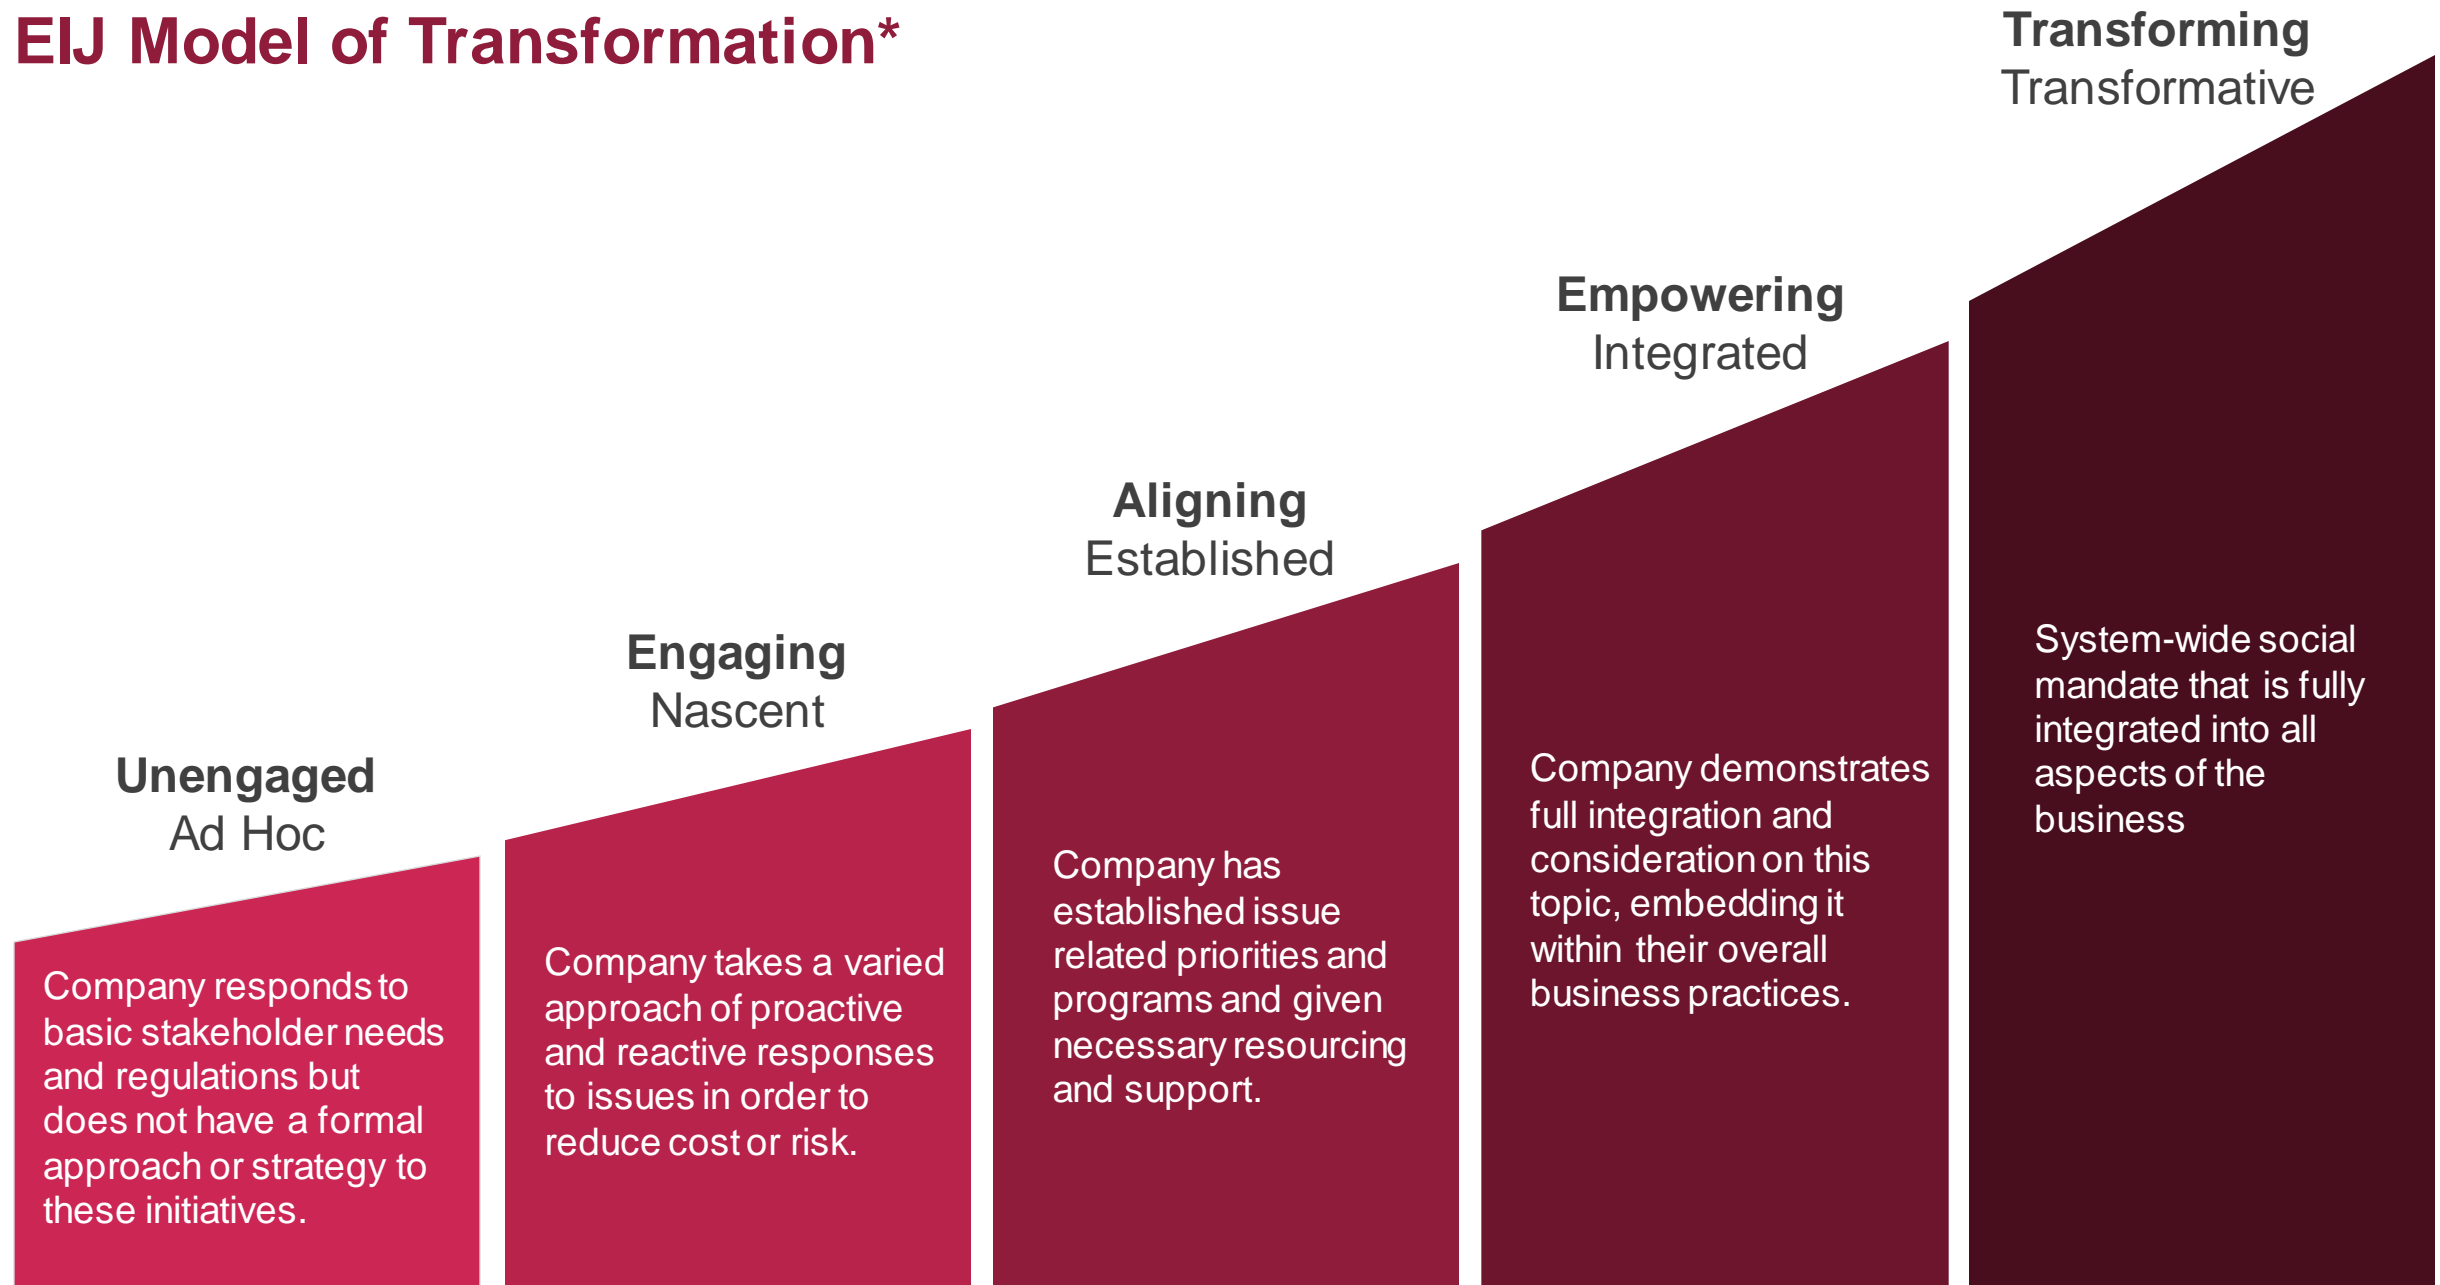 EIJ Model of Transformation*
Unengaged
Ad Hoc
Company responds to
basic stakeholder needs
and regulations but
does not have a formal
approach or strategy to
these initiatives.
Engaging
Nascent
Company takes a varied
approach of proactive
and reactive responses
to issues in order to
reduce cost or risk.
Aligning
Established
Company has
established issue
related priorities and
programs and given
necessary resourcing
and support.
Empowering
Integrated
Company demonstrates
full integration and
consideration on this
topic, embedding it
within their overall
business practices.
Transforming
Transformative
System-wide social
mandate that is fully
integrated into all
aspects of the
business